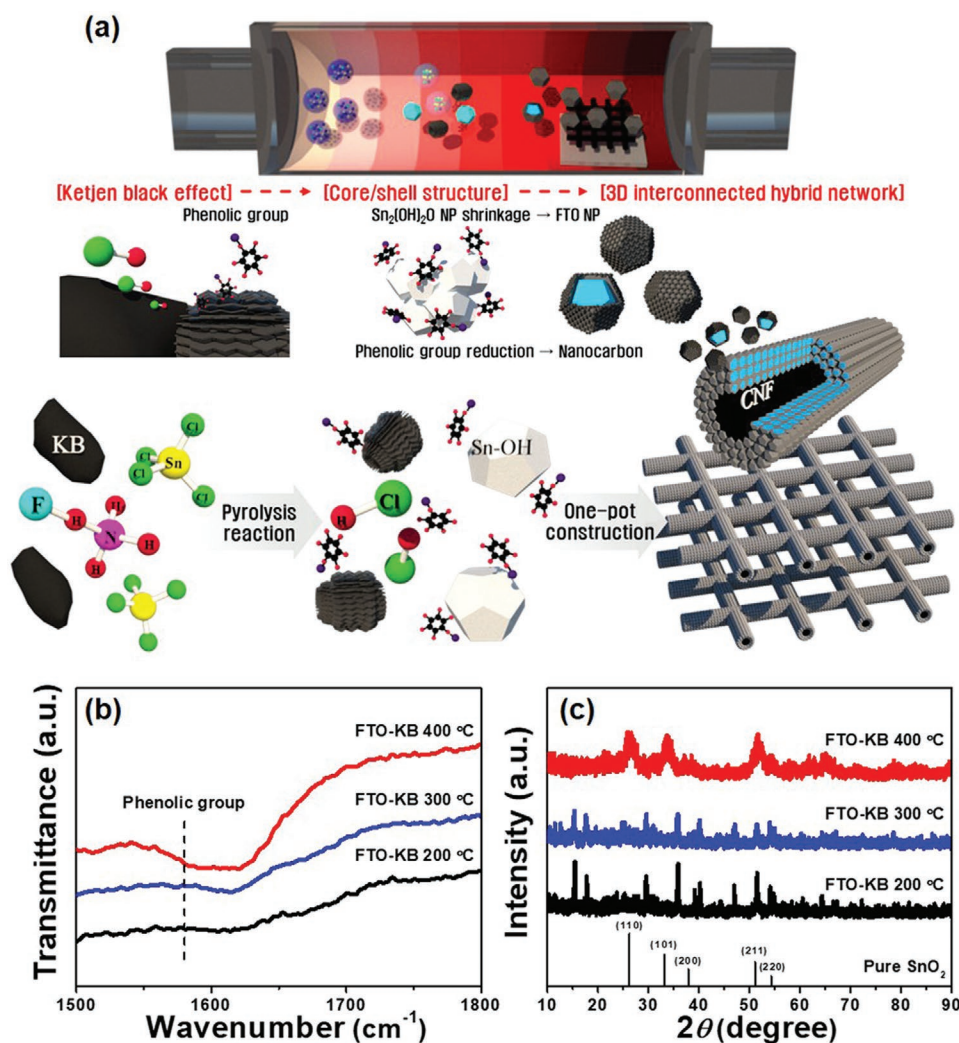 (a)
[Ketjen black effect] [Core/shell structure] [3D interconnected hybrid network]
Phenolic group
Sn₂(OH)₂O NP shrinkage → FTO NP
Phenolic group reduction → Nanocarbon
CNF
KB
Cl
Cl
Sn
Cl
Cl
F
H
H
N
H
H
Pyrolysis
reaction
H
Cl
Sn-OH
One-pot
construction
(b)
Transmittance (a.u.)
FTO-KB 400 °C
Phenolic group
FTO-KB 300 °C
FTO-KB 200 °C
1500 1600 1700 1800
Wavenumber (cm⁻¹)
(c)
Intensity (a.u.)
FTO-KB 400 °C
FTO-KB 300 °C
FTO-KB 200 °C
(110)
(101)
(200)
(211)
(220)
Pure SnO₂
10 20 30 40 50 60 70 80 90
2θ (degree)